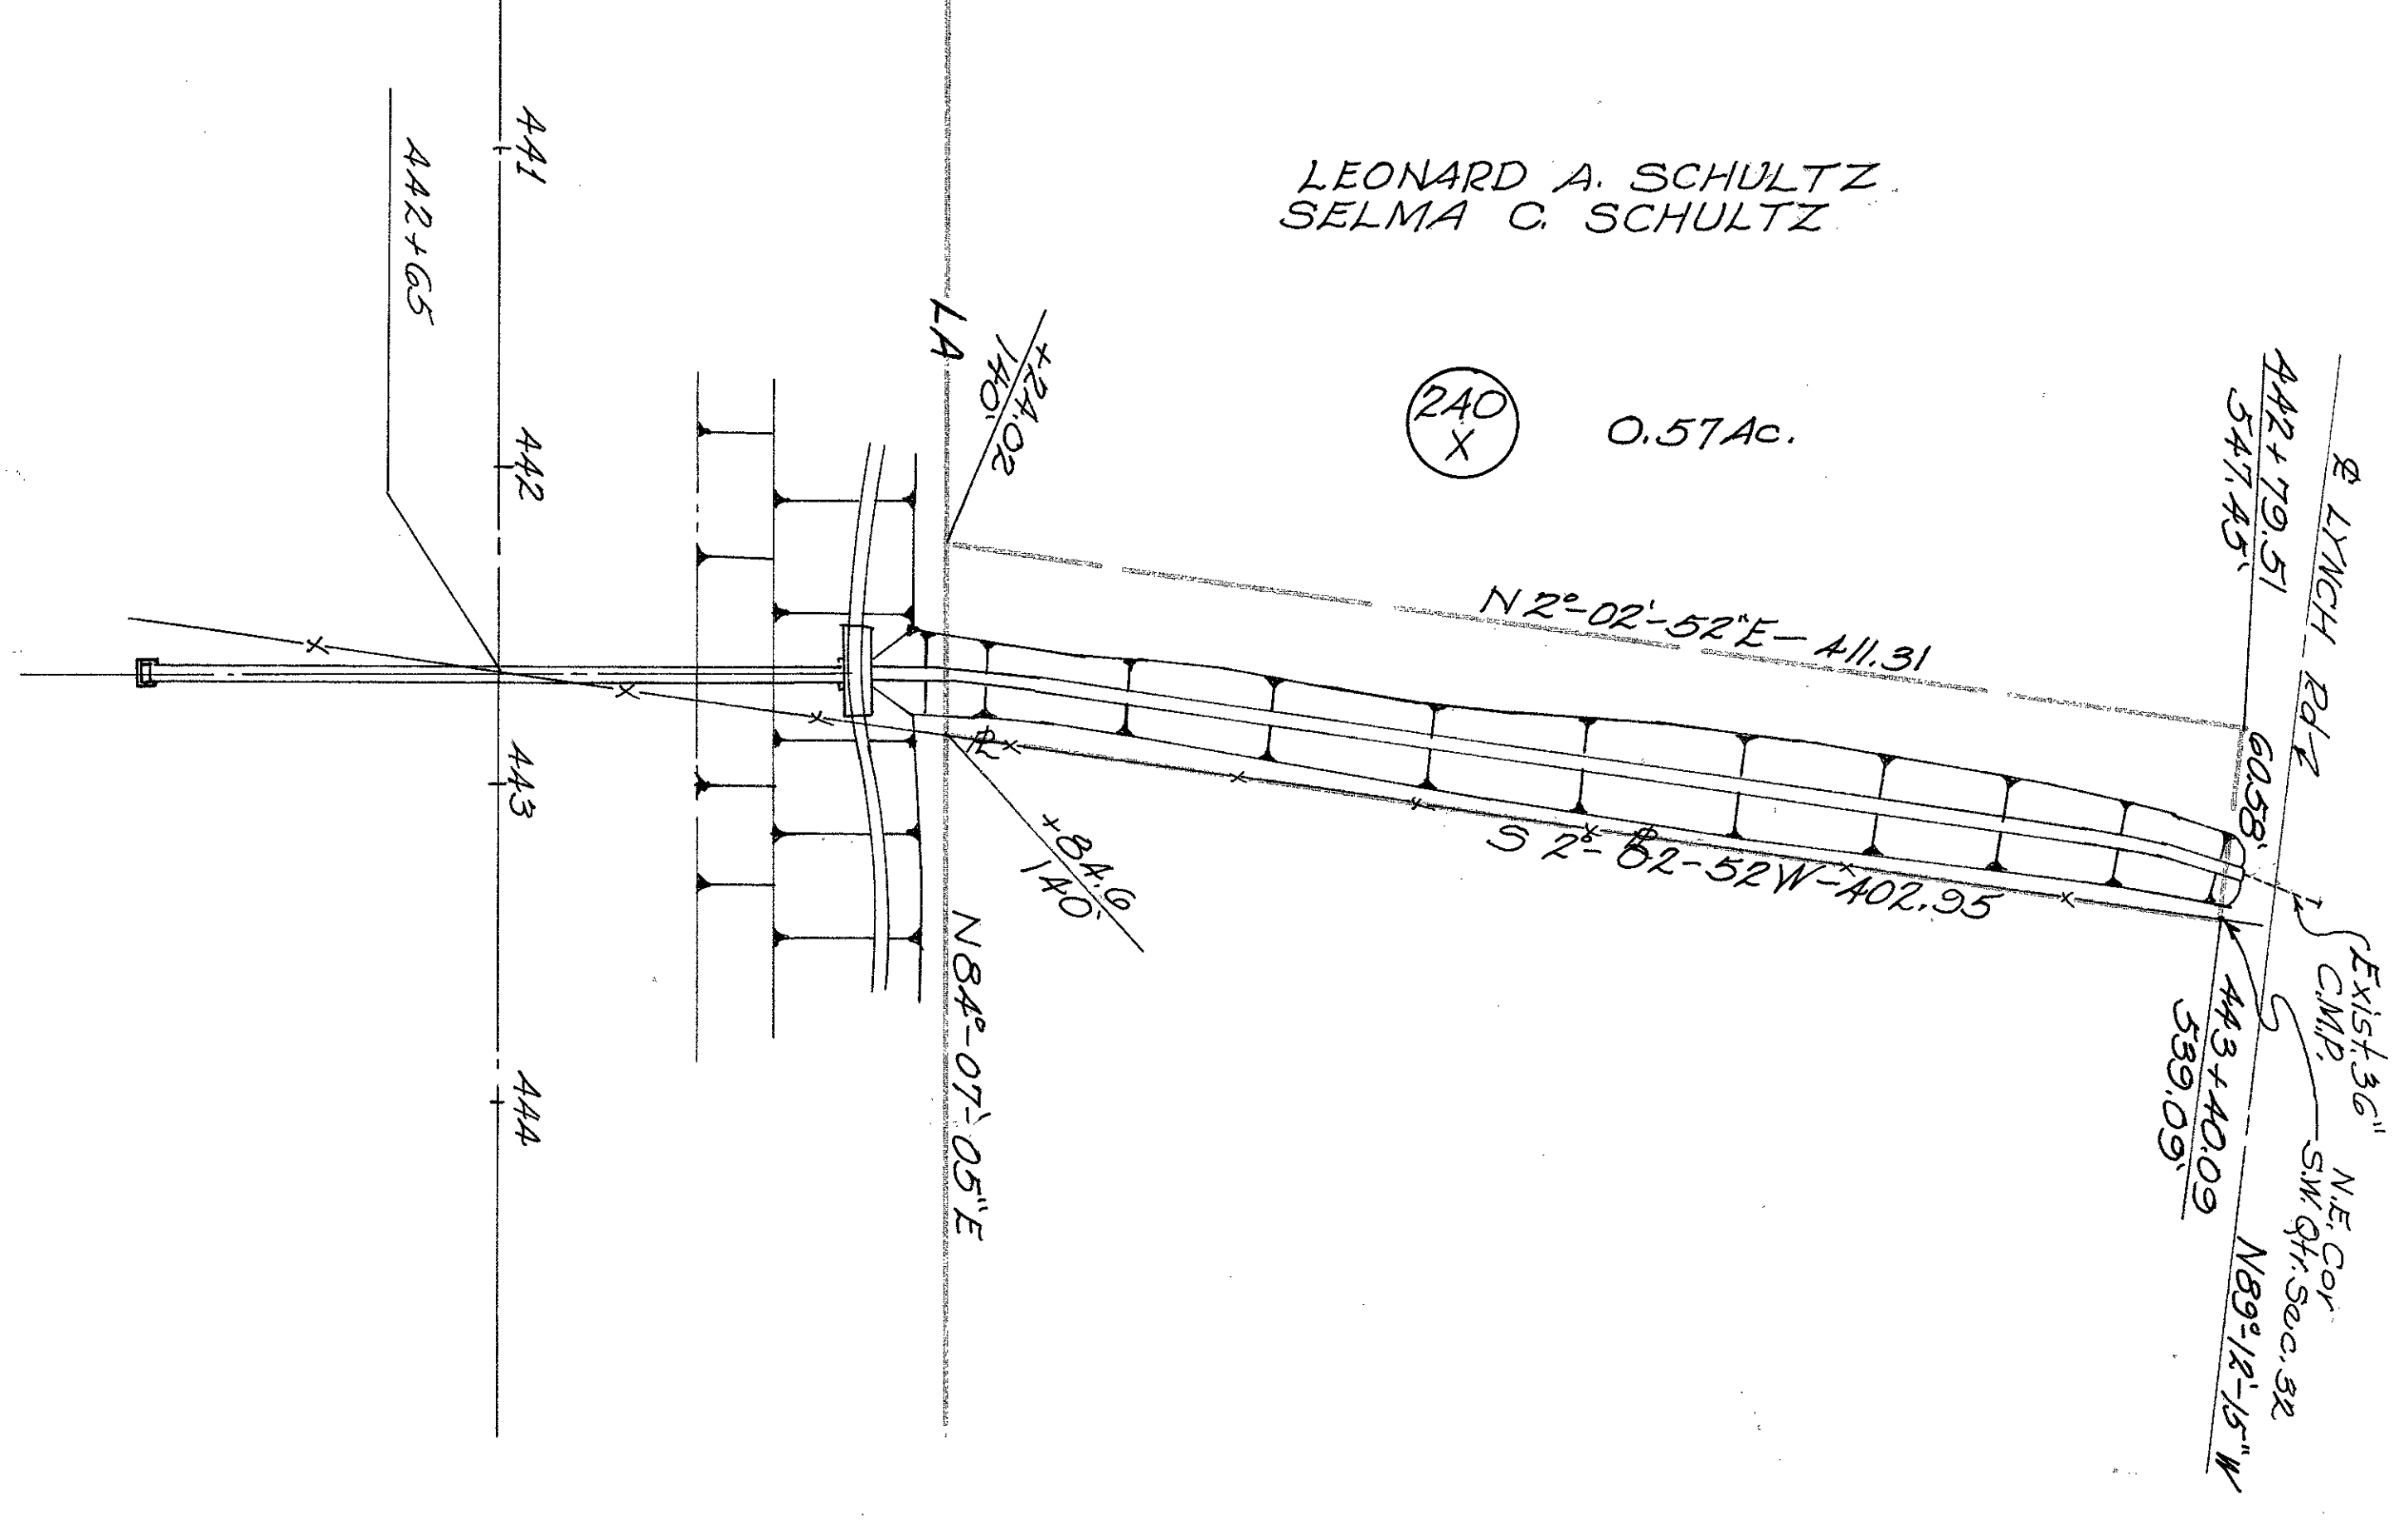 LEONARD A. SCHULTZ
SELMA C. SCHULTZ
240
X
0.57 Ac.
441
442
443
444
442+65
LA
+24.02
140'
+84.6
140'
N84°-07'-05"E
N 2°-02'-52"E - 411.31
S 2°-02-52W-402.95
℄ LYNCH Rd
442+79.51
547.45'
60.58'
443+40.09
539.09'
Exist. 36"
C.M.P.
N.E. Cor
S.W. Qtr. Sec. 32
N89°-12'-15"W